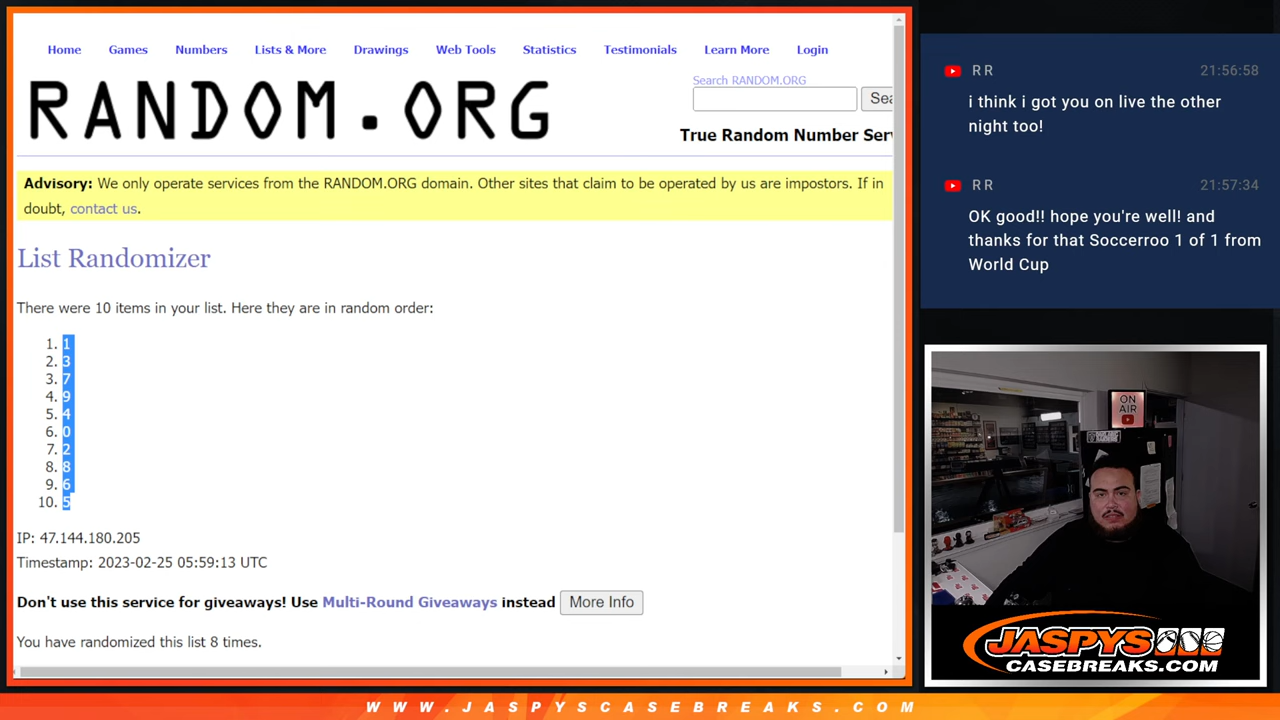 Home Games Numbers Lists & More Drawings Web Tools Statistics Testimonials Learn More Login
RANDOM.ORG
Search RANDOM.ORG
Sea
True Random Number Serv
Advisory: We only operate services from the RANDOM.ORG domain. Other sites that claim to be operated by us are impostors. If in
doubt, contact us.
List Randomizer
There were 10 items in your list. Here they are in random order:
1. 1
2. 3
3. 7
4. 9
5. 4
6. 0
7. 2
8. 8
9. 6
10. 5
IP: 47.144.180.205
Timestamp: 2023-02-25 05:59:13 UTC
Don't use this service for giveaways! Use Multi-Round Giveaways instead More Info
You have randomized this list 8 times.
R R 21:56:58
i think i got you on live the other
night too!
R R 21:57:34
OK good!! hope you're well! and
thanks for that Soccerroo 1 of 1 from
World Cup
ON
AIR
JASPYS
CASEBREAKS.COM
WWW.JASPYSCASEBREAKS.COM